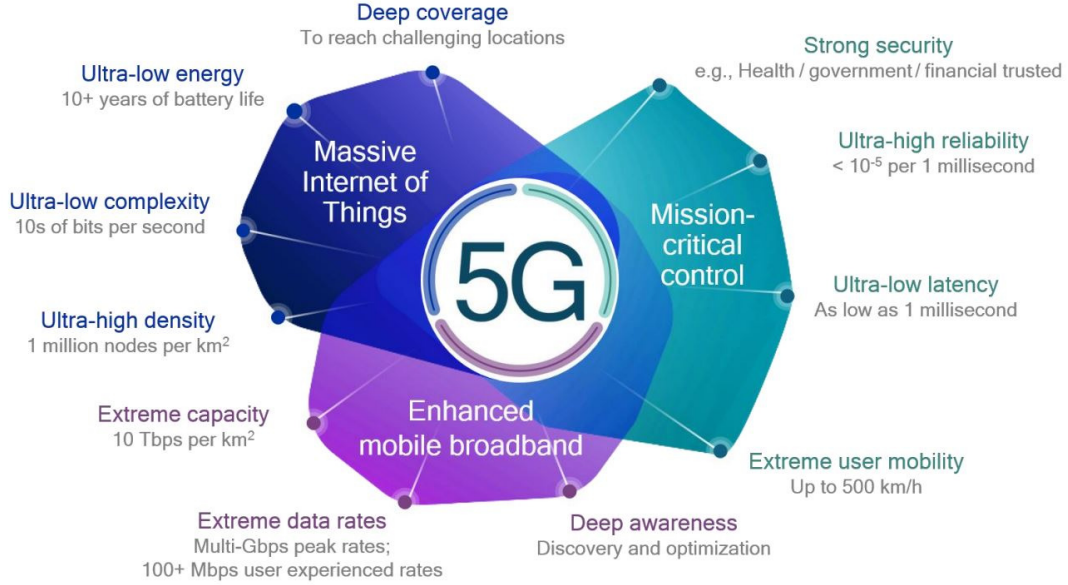 Deep coverage
To reach challenging locations
Ultra-low energy
10+ years of battery life
Ultra-low complexity
10s of bits per second
Ultra-high density
1 million nodes per km²
Massive
Internet of
Things
5G
Strong security
e.g., Health / government / financial trusted
Ultra-high reliability
< 10⁻⁵ per 1 millisecond
Mission-
critical
control
Ultra-low latency
As low as 1 millisecond
Extreme user mobility
Up to 500 km/h
Extreme capacity
10 Tbps per km²
Enhanced
mobile broadband
Extreme data rates
Multi-Gbps peak rates;
100+ Mbps user experienced rates
Deep awareness
Discovery and optimization